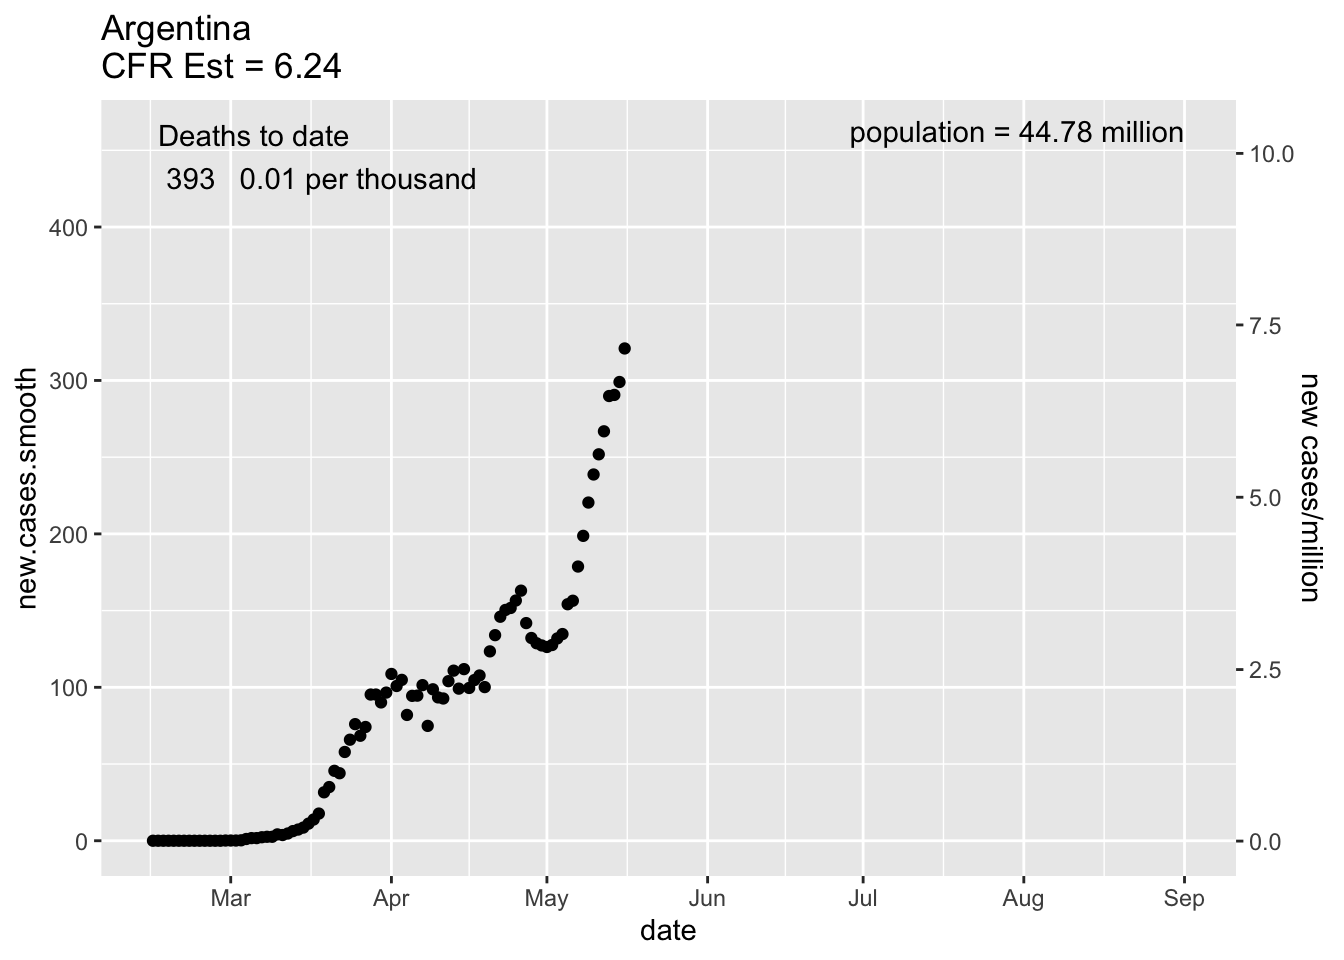 Argentina
CFR Est = 6.24
Deaths to date
393 0.01 per thousand
population = 44.78 million
new.cases.smooth
400
300
200
100
0
10.0
7.5
5.0
2.5
0.0
new cases/million
Mar Apr May Jun Jul Aug Sep
date